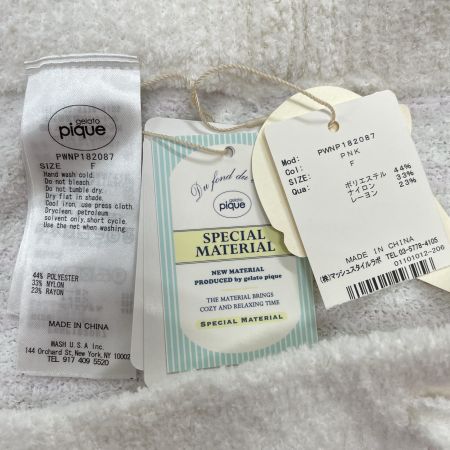 gelato
pique
PWNP182087
SIZE F
Hand wash cold.
Do not bleach.
Do not tumble dry.
Dry flat in shade.
Cool iron, use press cloth.
Dryclean, petroleum
solvent only, short cycle.
Use the net when washing
44% POLYESTER
33% NYLON
23% RAYON
MADE IN CHINA
WASH U.S.A Inc.
144 Orchard St, New York, NY 10002
TEL 917 409 5520
Du fond du
gelato
pique
SPECIAL
MATERIAL
NEW MATERIAL
PRODUCED by gelato pique
THE MATERIAL BRINGS
COZY AND RELAXING TIME
SPECIAL MATERIAL
Mod: PWNP182087
Col: PNK
SIZE: F
Qua: ポリエステル 44%
ナイロン 33%
レーヨン 23%
MADE IN CHINA
(株)マッシュスタイルラボ TEL 03-5778-4105
01101012-206